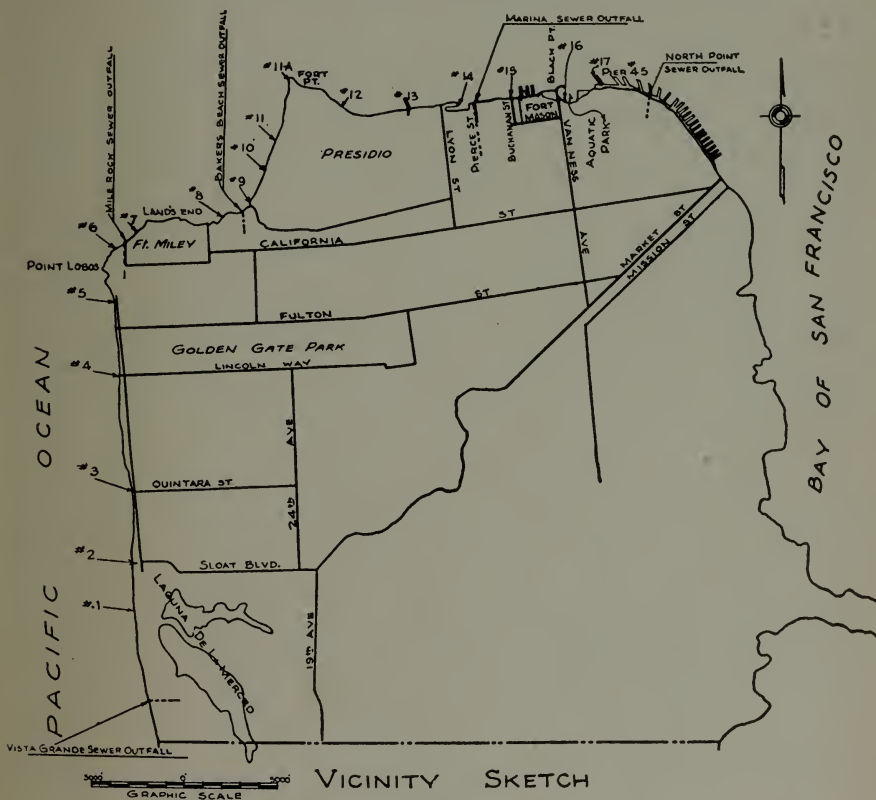 MARINA SEWER OUTFALL
MILE ROCK SEWER OUTFALL
BAKERS BEACH SEWER OUTFALL
#11A
FORT PT.
#12
#13
#14
#15
BLACH PT.
#16
#17
PIER 45
NORTH POINT
SEWER OUTFALL
#11
#10
#9
#8
#7
#6
PRESIDIO
LYON ST
PIERCE ST
BUCHANAN ST
FORT
MASON
VAN NESS
AVE
AQUATIC
PARK
LAND'S END
Ft. MILEY
CALIFORNIA
ST
MARKET ST
MISSION ST
POINT LOBOS
#5
FULTON
ST
GOLDEN GATE PARK
#4
LINCOLN WAY
#3
QUINTARA ST
24TH AVE
#2
SLOAT BLVD.
#1
LAGUNA DE LA MERCED
19TH AVE
PACIFIC OCEAN
BAY OF SAN FRANCISCO
VISTA GRANDE SEWER OUTFALL
5000' 0' 5000'
GRAPHIC SCALE
VICINITY SKETCH